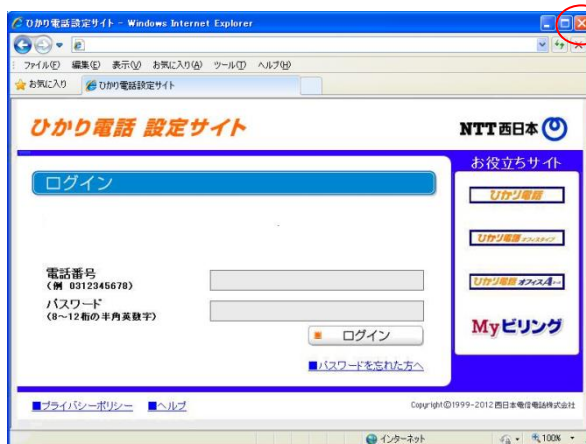 ひかり電話設定サイト - Windows Internet Explorer
ファイル(F) 編集(E) 表示(V) お気に入り(A) ツール(T) ヘルプ(H)
お気に入り ひかり電話設定サイト
ひかり電話 設定サイト
NTT西日本
お役立ちサイト
ログイン
ひかり電話
ひかり電話 オフィスタイプ
ひかり電話 オフィスA
電話番号
(例 0312345678)
パスワード
(8～12桁の半角英数字)
Myビリング
ログイン
■パスワードを忘れた方へ
■プライバシーポリシー ■ヘルプ
Copyright©1999-2012 西日本電信電話株式会社
インターネット
100%